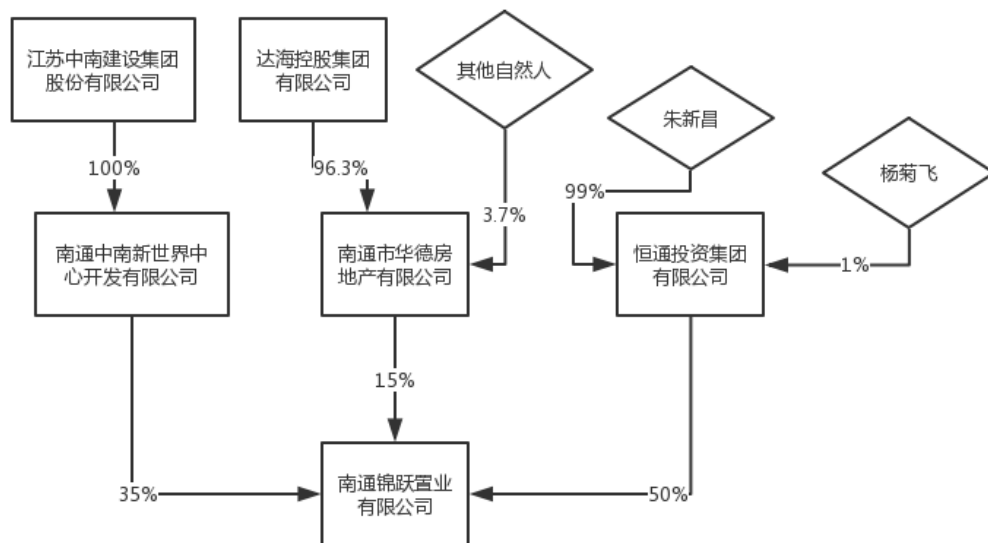 江苏中南建设集团
股份有限公司
达海控股集团
有限公司
其他自然人
朱新昌
杨菊飞
100%
96.3%
3.7%
99%
1%
南通中南新世界中
心开发有限公司
南通市华德房
地产有限公司
恒通投资集团
有限公司
15%
35%
50%
南通锦跃置业
有限公司